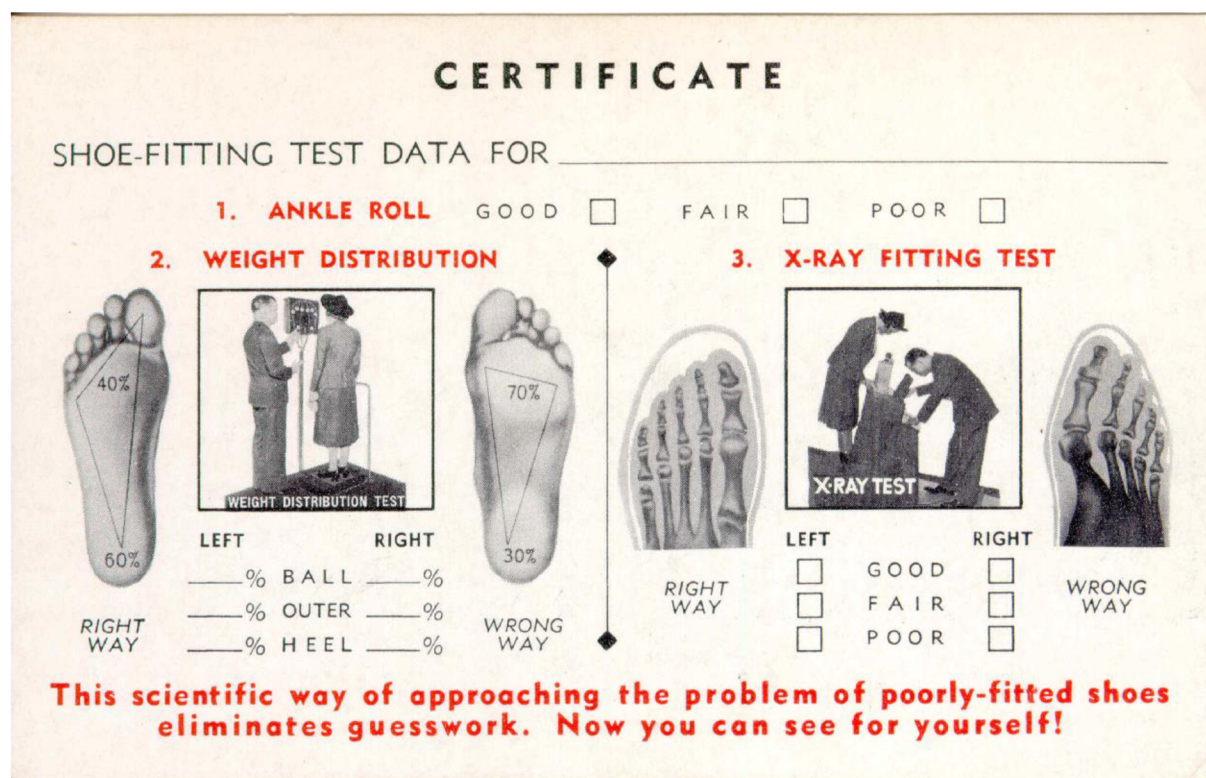 CERTIFICATE
SHOE-FITTING TEST DATA FOR
1. ANKLE ROLL GOOD FAIR POOR
2. WEIGHT DISTRIBUTION
40%
60%
RIGHT
WAY
WEIGHT DISTRIBUTION TEST
LEFT RIGHT
% BALL %
% OUTER %
% HEEL %
70%
30%
WRONG
WAY
3. X-RAY FITTING TEST
RIGHT
WAY
X-RAY TEST
LEFT RIGHT
GOOD
FAIR
POOR
WRONG
WAY
This scientific way of approaching the problem of poorly-fitted shoes
eliminates guesswork. Now you can see for yourself!